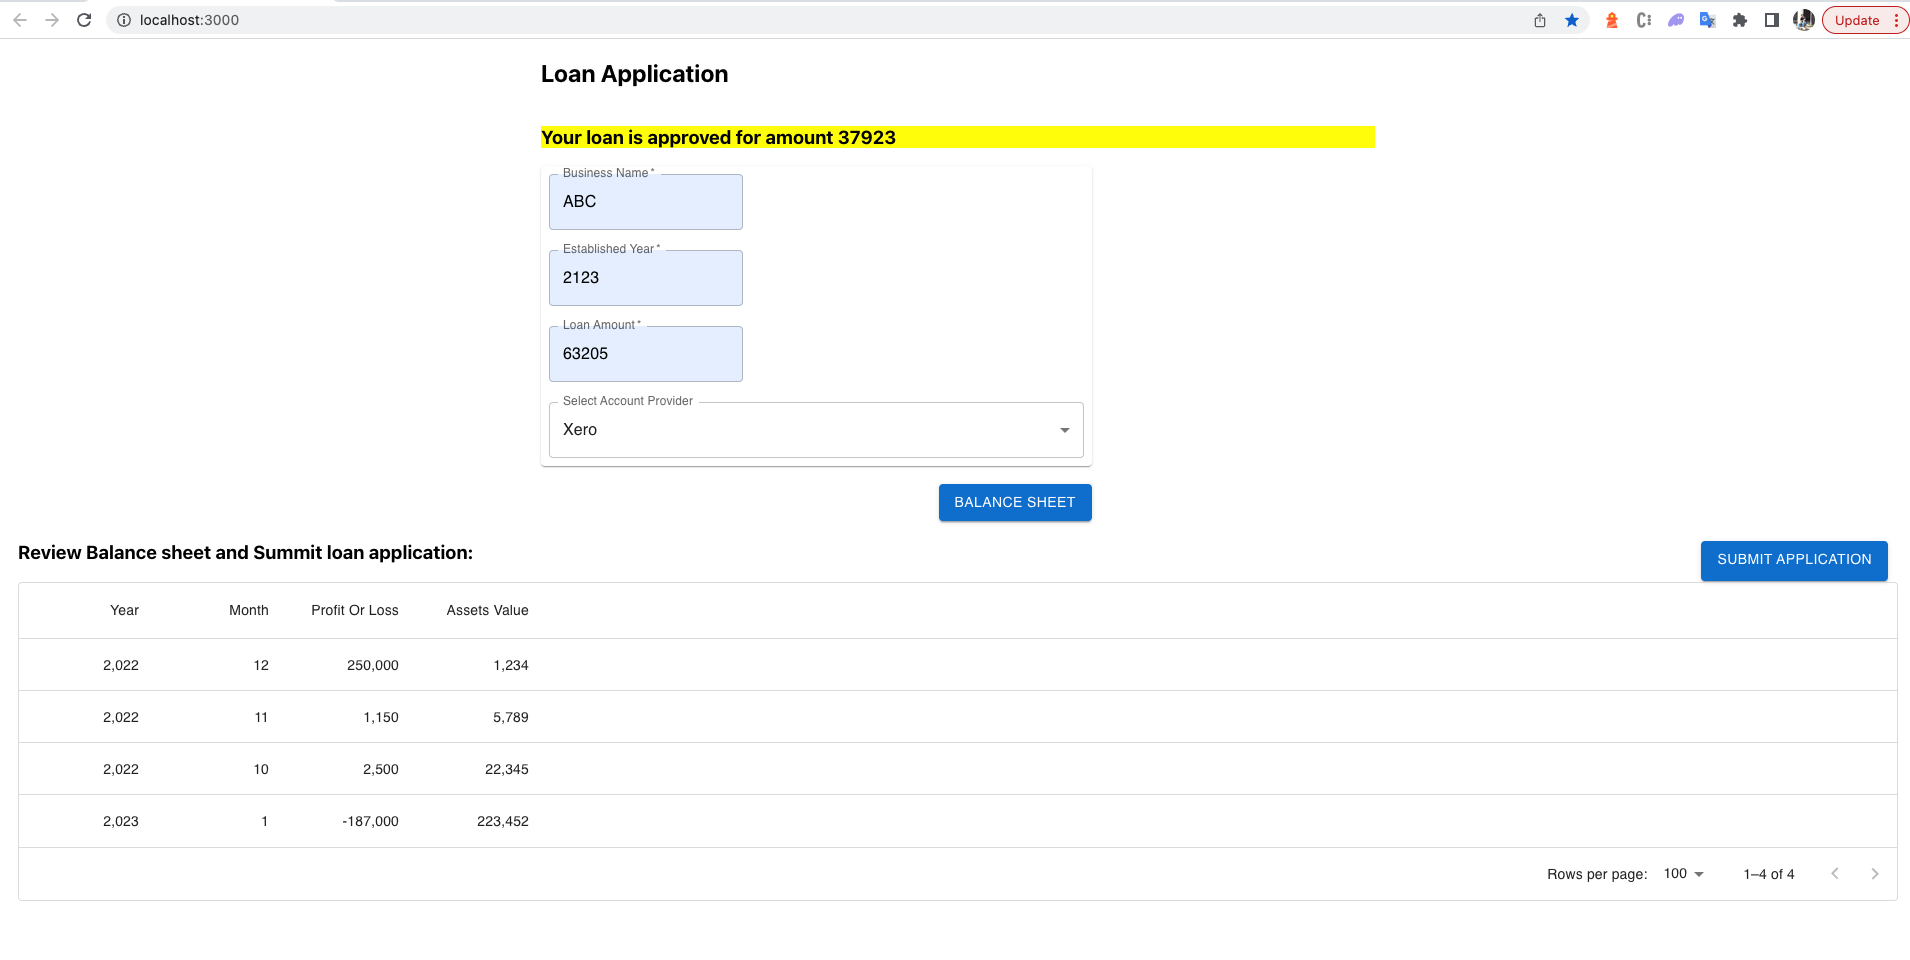 localhost:3000
Update
Loan Application
Your loan is approved for amount 37923
Business Name *
ABC
Established Year *
2123
Loan Amount *
63205
Select Account Provider
Xero
BALANCE SHEET
Review Balance sheet and Summit loan application:
SUBMIT APPLICATION
Year Month Profit Or Loss Assets Value
2,022 12 250,000 1,234
2,022 11 1,150 5,789
2,022 10 2,500 22,345
2,023 1 -187,000 223,452
Rows per page: 100 1–4 of 4